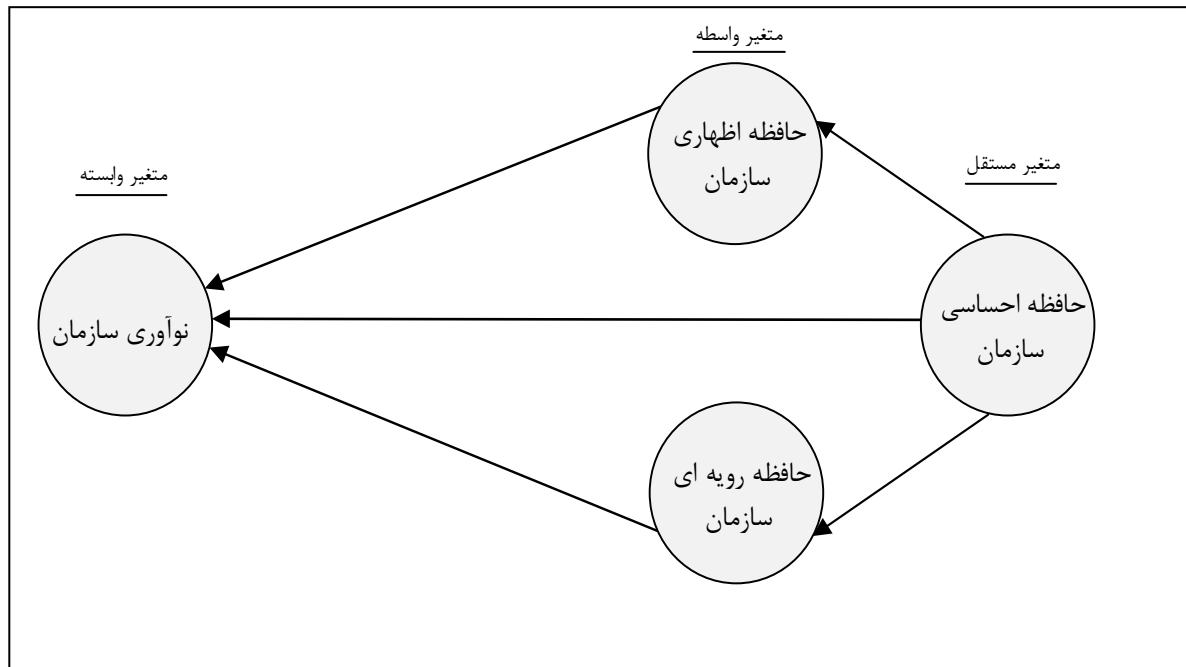 متغیر واسطه
حافظه اظهاری
سازمان
متغیر مستقل
متغیر وابسته
حافظه احساسی
سازمان
نوآوری سازمان
حافظه رویه ای
سازمان